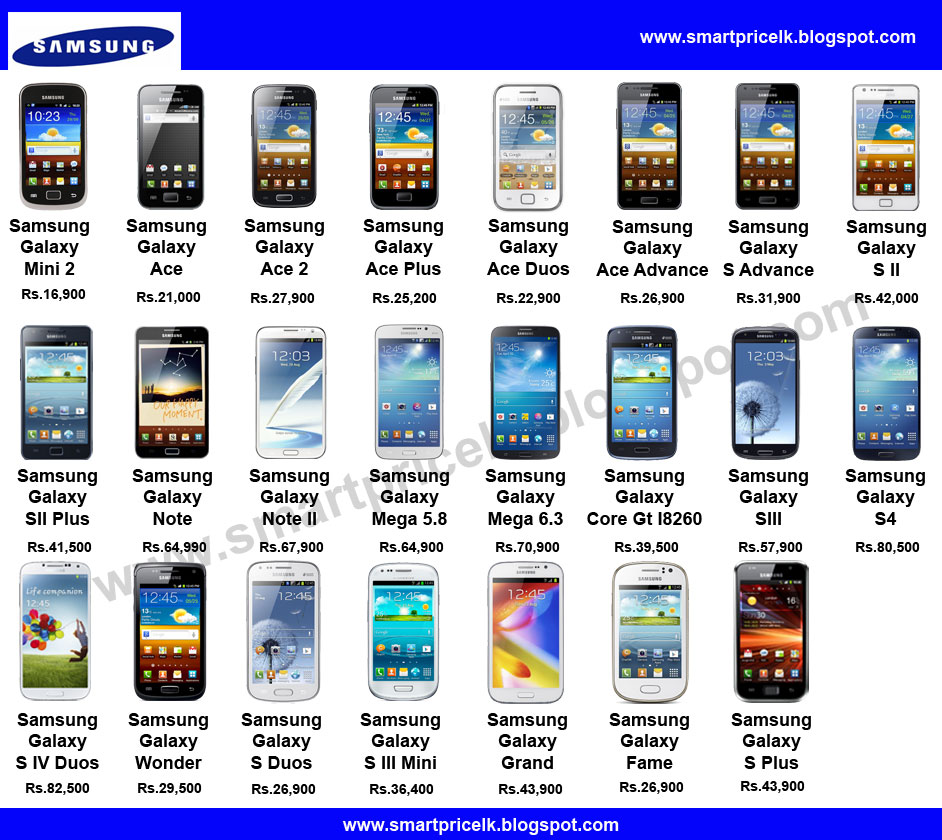 SAMSUNG
www.smartpricelk.blogspot.com
Samsung Galaxy Mini 2
Rs.16,900
Samsung Galaxy Ace
Rs.21,000
Samsung Galaxy Ace 2
Rs.27,900
Samsung Galaxy Ace Plus
Rs.25,200
Samsung Galaxy Ace Duos
Rs.22,900
Samsung Galaxy Ace Advance
Rs.26,900
Samsung Galaxy S Advance
Rs.31,900
Samsung Galaxy S II
Rs.42,000
Samsung Galaxy SII Plus
Rs.41,500
Samsung Galaxy Note
Rs.64,990
Samsung Galaxy Note II
Rs.67,900
Samsung Galaxy Mega 5.8
Rs.64,900
Samsung Galaxy Mega 6.3
Rs.70,900
Samsung Galaxy Core Gt I8260
Rs.39,500
Samsung Galaxy SIII
Rs.57,900
Samsung Galaxy S4
Rs.80,500
www.smartpricelk.blogspot.com
Samsung Galaxy S IV Duos
Rs.82,500
Samsung Galaxy Wonder
Rs.29,500
Samsung Galaxy S Duos
Rs.26,900
Samsung Galaxy S III Mini
Rs.36,400
Samsung Galaxy Grand
Rs.43,900
Samsung Galaxy Fame
Rs.26,900
Samsung Galaxy S Plus
Rs.43,900
www.smartpricelk.blogspot.com